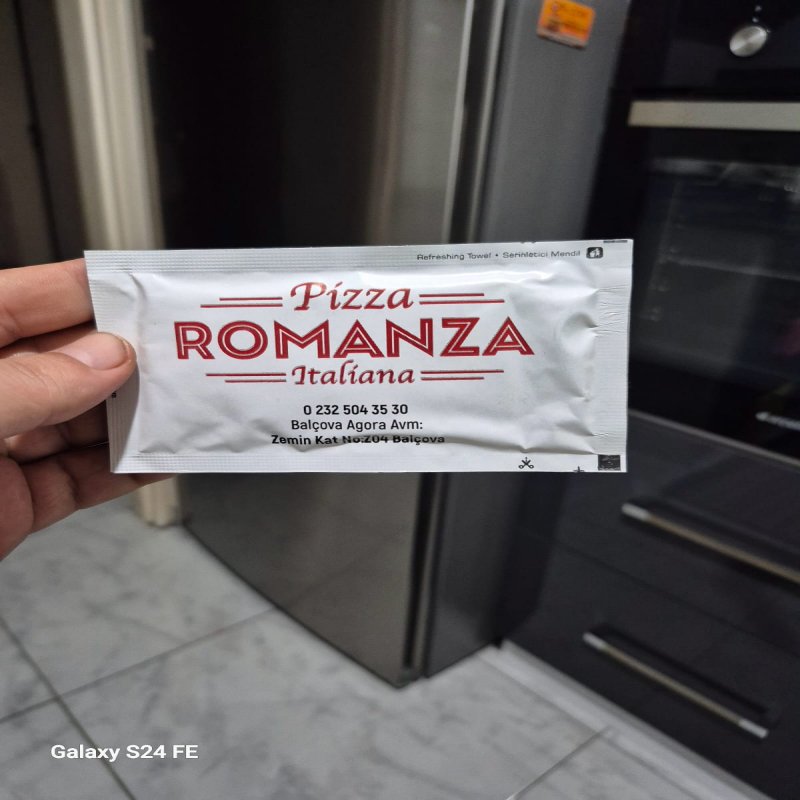 Refreshing Towel • Serinletici Mendil
Pizza
ROMANZA
Italiana
0 232 504 35 30
Balçova Agora Avm:
Zemin Kat No:Z04 Balçova
Galaxy S24 FE